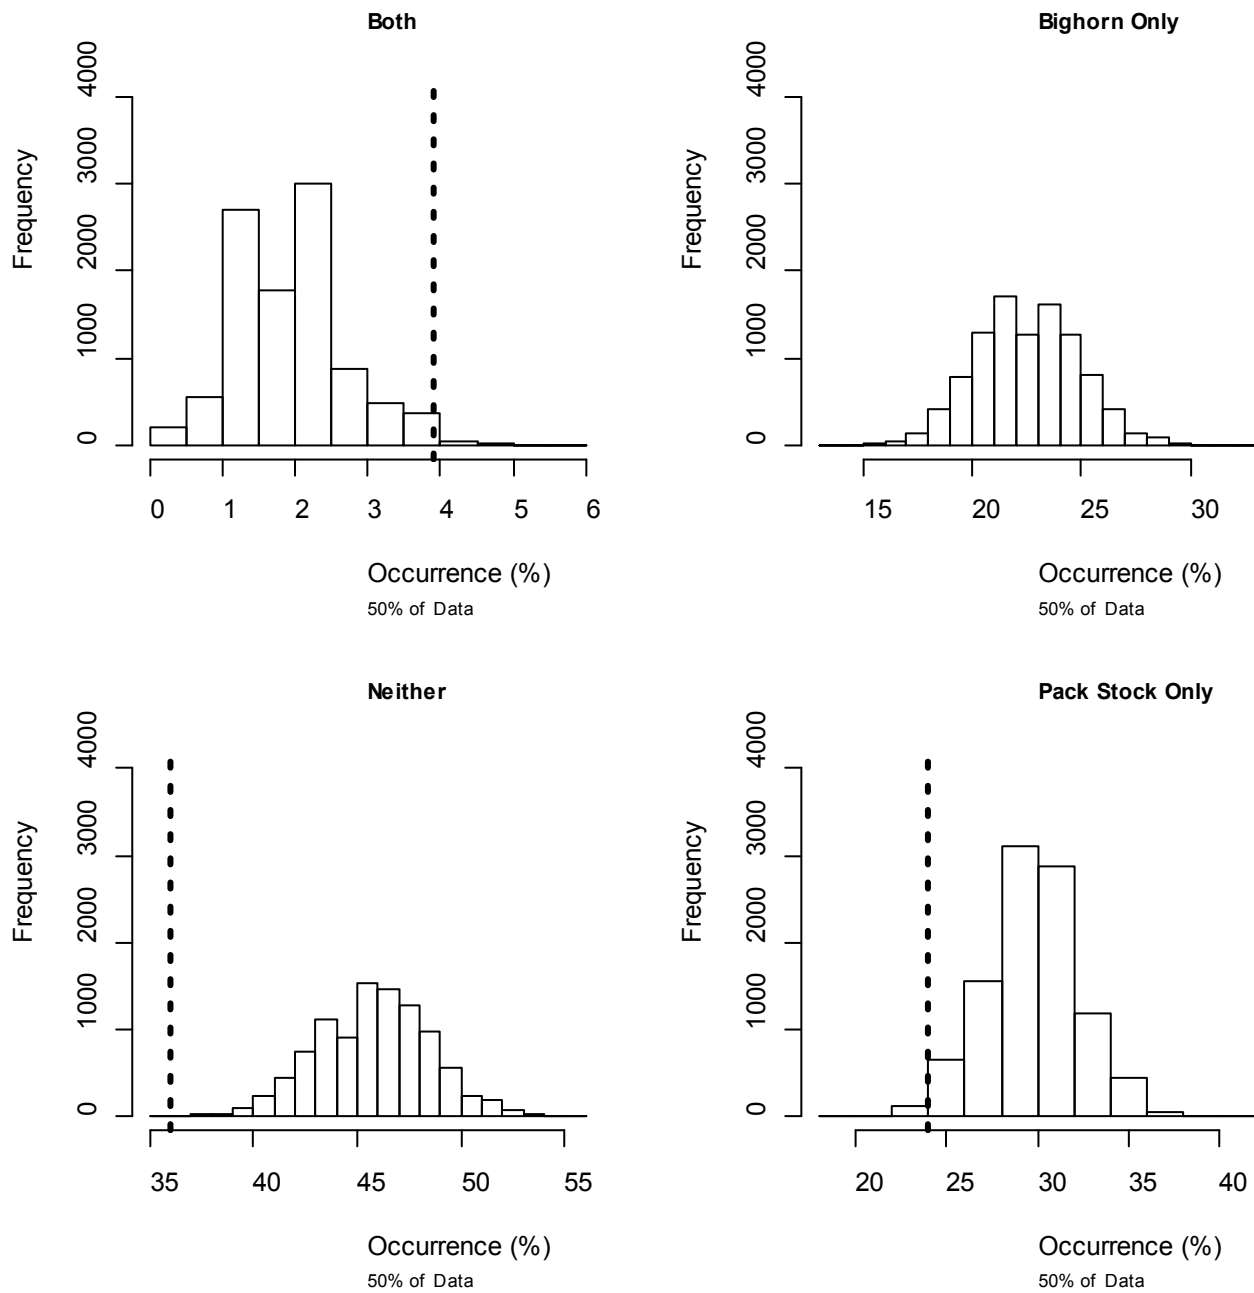 Both
Frequency
4000
3000
2000
1000
0
0 1 2 3 4 5 6
Occurrence (%)
50% of Data
Bighorn Only
Frequency
4000
3000
2000
1000
0
15 20 25 30
Occurrence (%)
50% of Data
Neither
Frequency
4000
3000
2000
1000
0
35 40 45 50 55
Occurrence (%)
50% of Data
Pack Stock Only
Frequency
4000
3000
2000
1000
0
20 25 30 35 40
Occurrence (%)
50% of Data